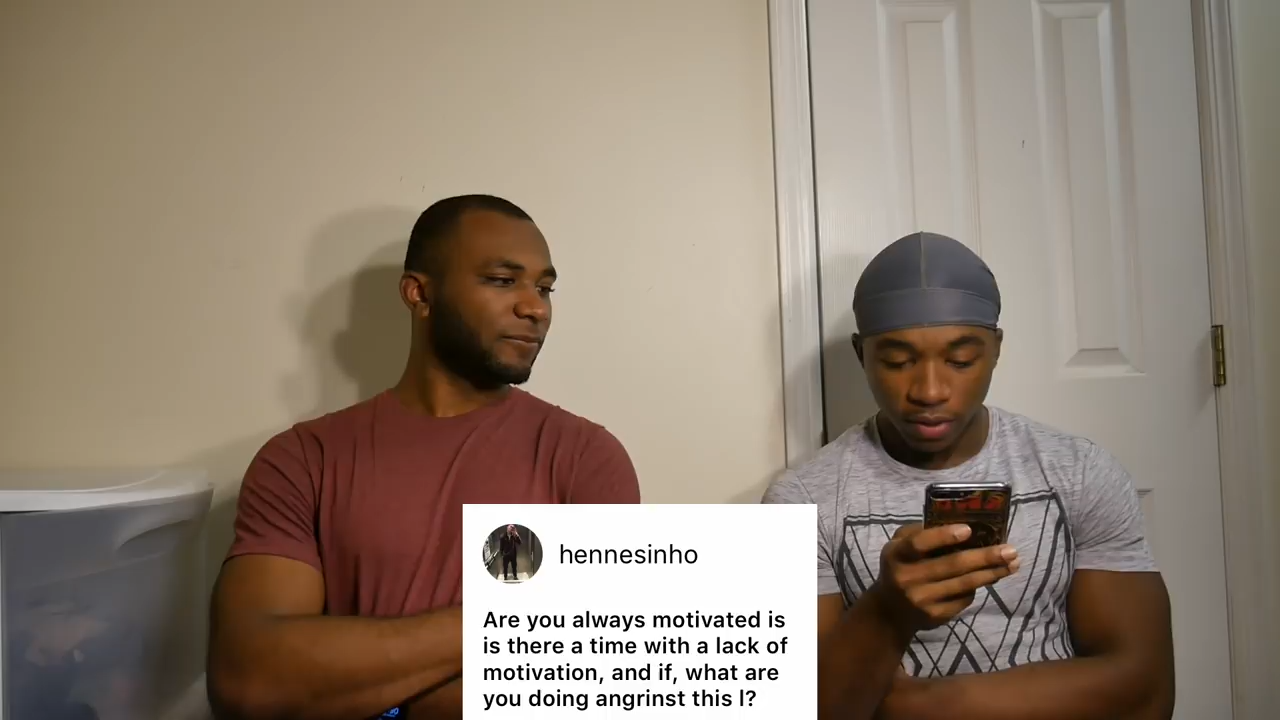 hennesinho
Are you always motivated is
is there a time with a lack of
motivation, and if, what are
you doing angrinst this I?